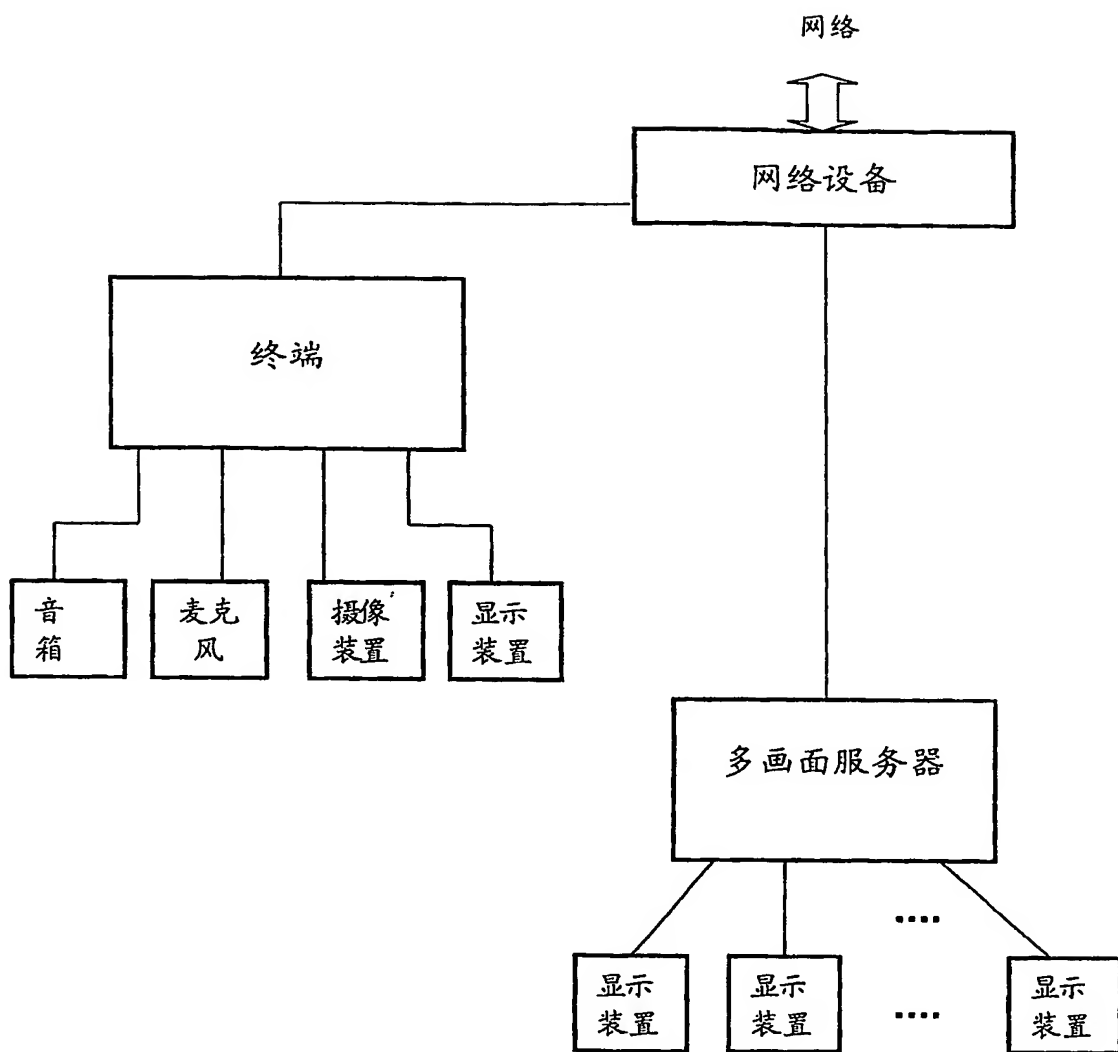 网络
网络设备
终端
音
箱
麦克
风
摄像
装置
显示
装置
多画面服务器
....
显示
装置
显示
装置
....
显示
装置